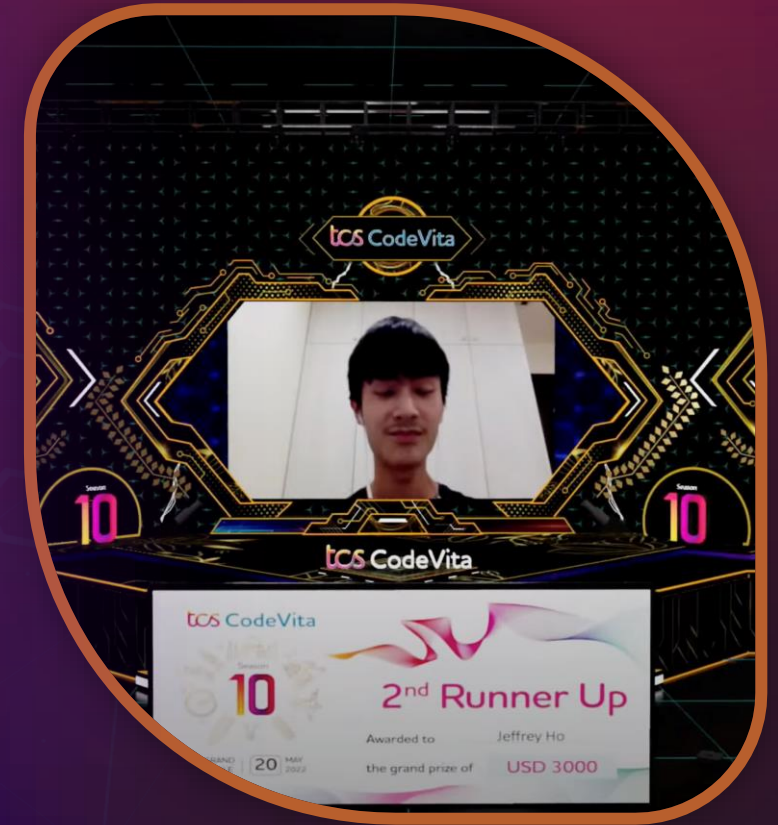 tcs CodeVita
Season
10
Season
10
tcs CodeVita
tcs CodeVita
Season
10
2nd Runner Up
Awarded to Jeffrey Ho
20 MAY 2022
the grand prize of USD 3000